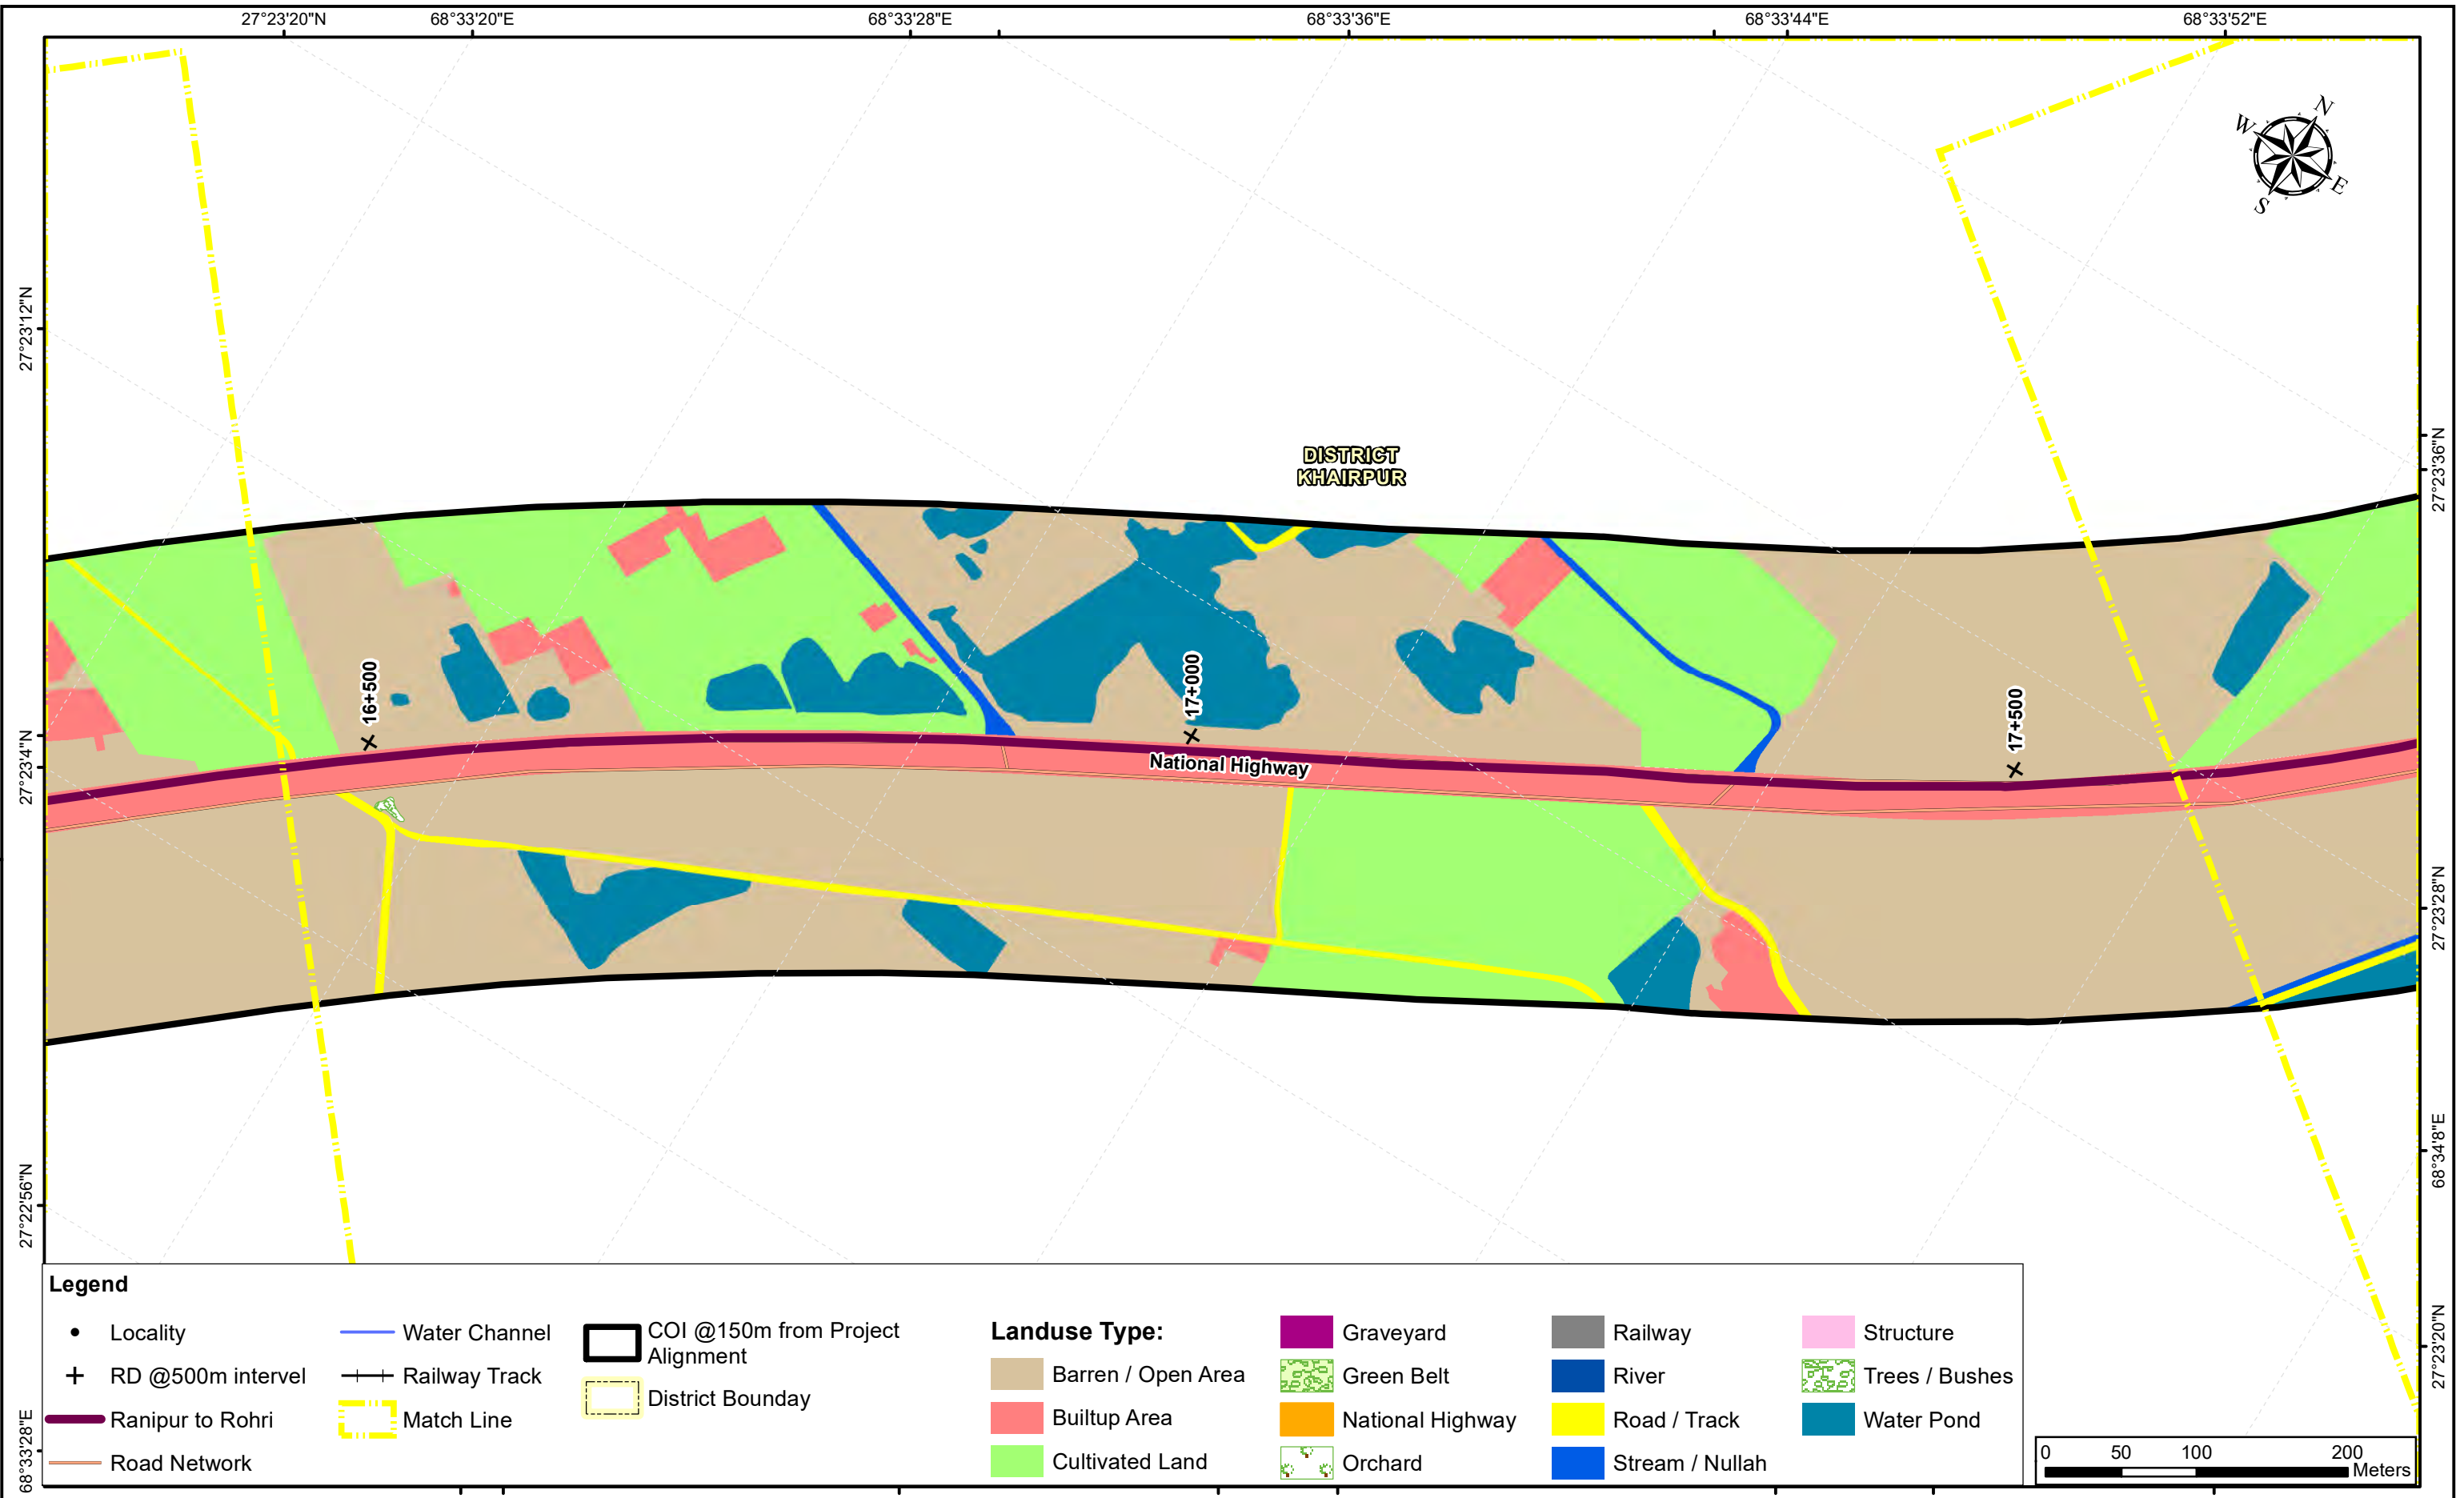 27°23'20"N
68°33'20"E
68°33'28"E
68°33'36"E
68°33'44"E
68°33'52"E
N
W
E
S
27°23'12"N
27°23'4"N
27°22'56"N
68°33'28"E
27°23'36"N
27°23'28"N
68°34'8"E
27°23'20"N
DISTRICT
KHAIRPUR
16+500
17+000
17+500
National Highway
Legend
Locality
RD @500m intervel
Ranipur to Rohri
Road Network
Water Channel
Railway Track
Match Line
COI @150m from Project
Alignment
District Bounday
Landuse Type:
Barren / Open Area
Builtup Area
Cultivated Land
Graveyard
Green Belt
National Highway
Orchard
Railway
River
Road / Track
Stream / Nullah
Structure
Trees / Bushes
Water Pond
0 50 100 200
Meters